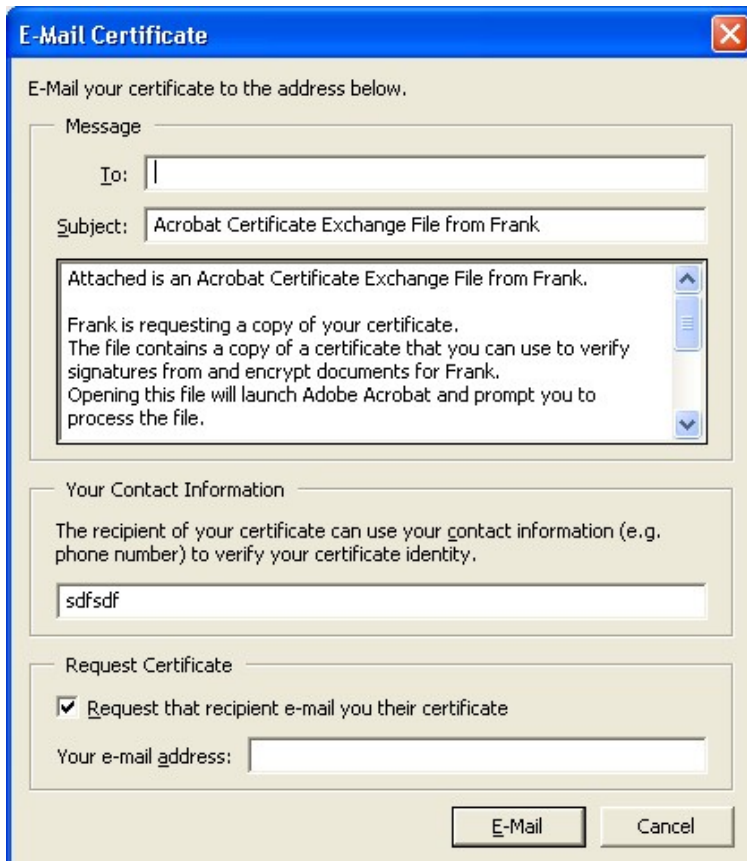 E-Mail Certificate
E-Mail your certificate to the address below.
Message
To:
Subject: Acrobat Certificate Exchange File from Frank
Attached is an Acrobat Certificate Exchange File from Frank.
Frank is requesting a copy of your certificate.
The file contains a copy of a certificate that you can use to verify
signatures from and encrypt documents for Frank.
Opening this file will launch Adobe Acrobat and prompt you to
process the file.
Your Contact Information
The recipient of your certificate can use your contact information (e.g.
phone number) to verify your certificate identity.
sdfsdf
Request Certificate
Request that recipient e-mail you their certificate
Your e-mail address:
E-Mail Cancel